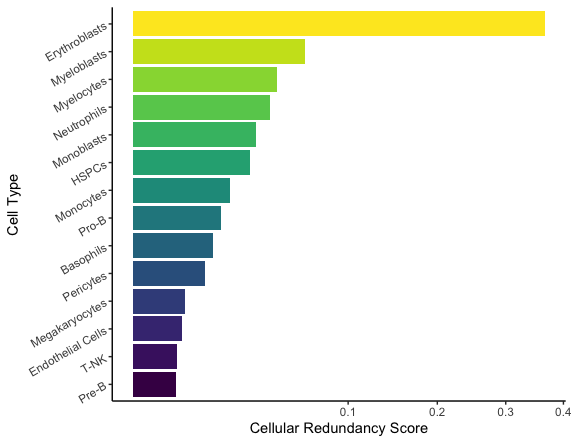 Cell Type
Erythroblasts
Myeloblasts
Myelocytes
Neutrophils
Monoblasts
HSPCs
Monocytes
Pro-B
Basophils
Pericytes
Megakaryocytes
Endothelial Cells
T-NK
Pre-B
0.1 0.2 0.3 0.4
Cellular Redundancy Score